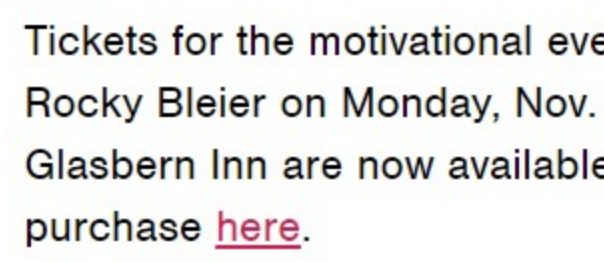 Tickets for the motivational eve
Rocky Bleier on Monday, Nov.
Glasbern Inn are now available
purchase here.